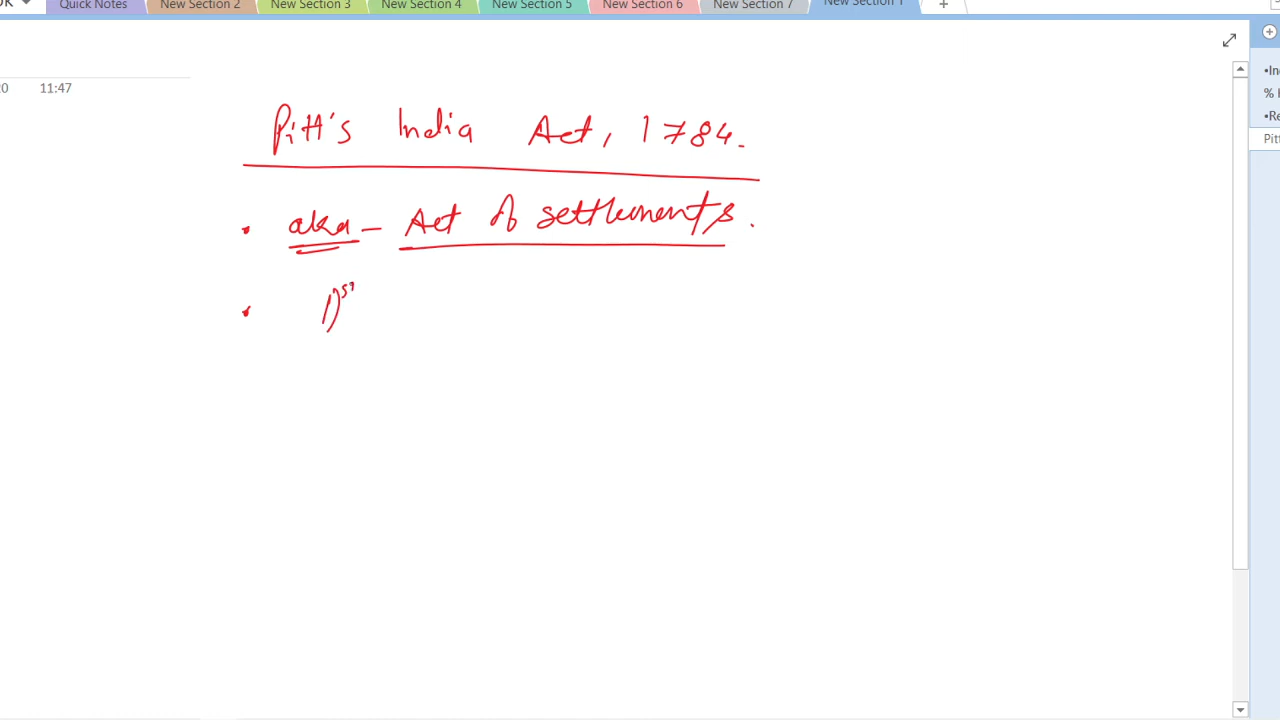 Quick Notes New Section 2 New Section 3 New Section 4 New Section 5 New Section 6 New Section 7 New Section 1
11:47
Pitt's India Act, 1784.
• aka - Act of settlements.
•